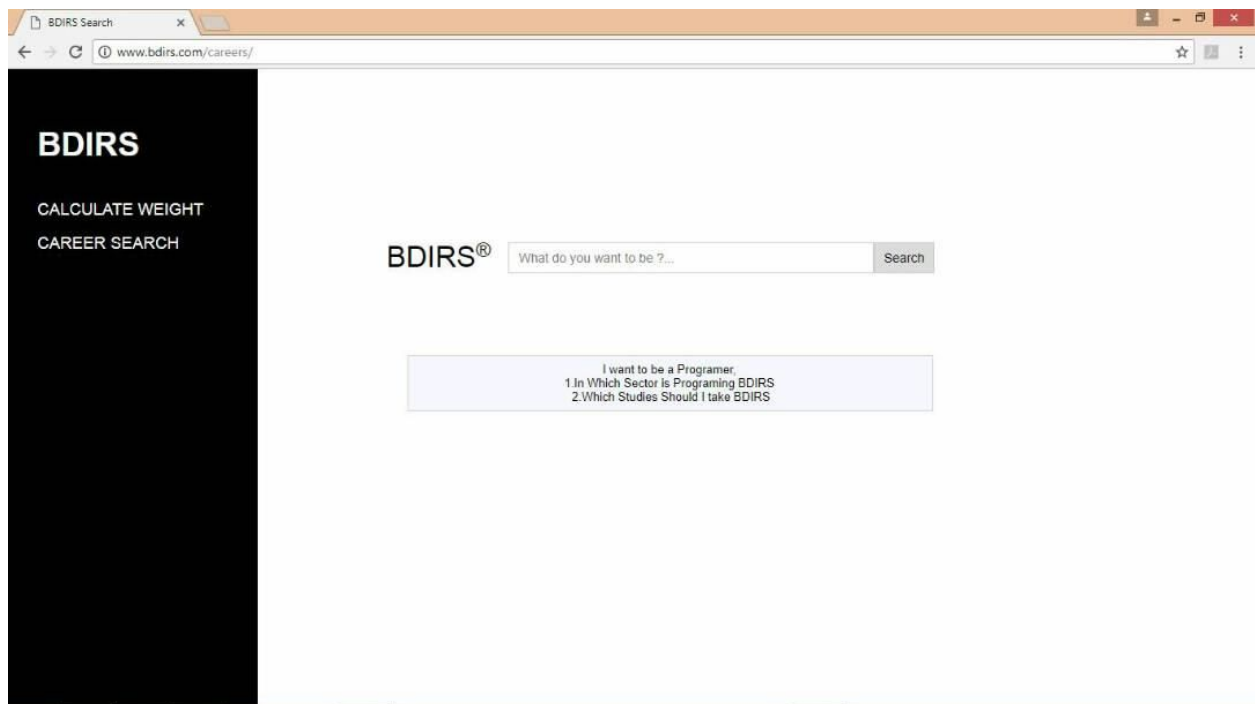 BDIRS Search
www.bdirs.com/careers/
BDIRS
CALCULATE WEIGHT
CAREER SEARCH
BDIRS®
What do you want to be ?...
Search
I want to be a Programer,
1.In Which Sector is Programing BDIRS
2.Which Studies Should I take BDIRS